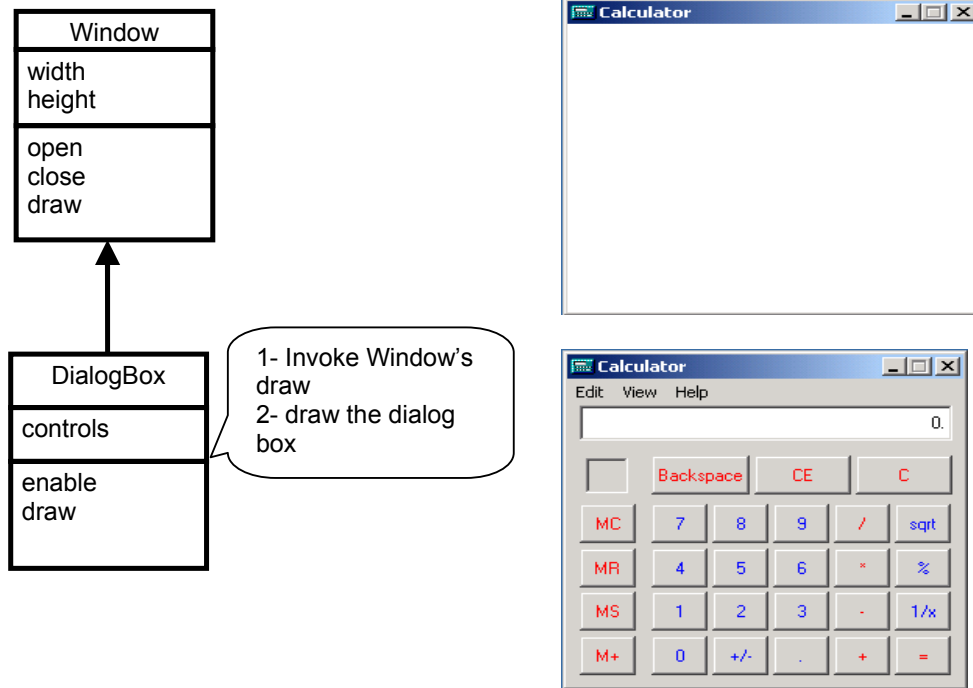 Window
width
height
open
close
draw
DialogBox
controls
enable
draw
1- Invoke Window's
draw
2- draw the dialog
box
Calculator
Calculator
Edit View Help
0.
Backspace CE C
MC 7 8 9 / sqrt
MR 4 5 6 * %
MS 1 2 3 - 1/x
M+ 0 +/- . + =